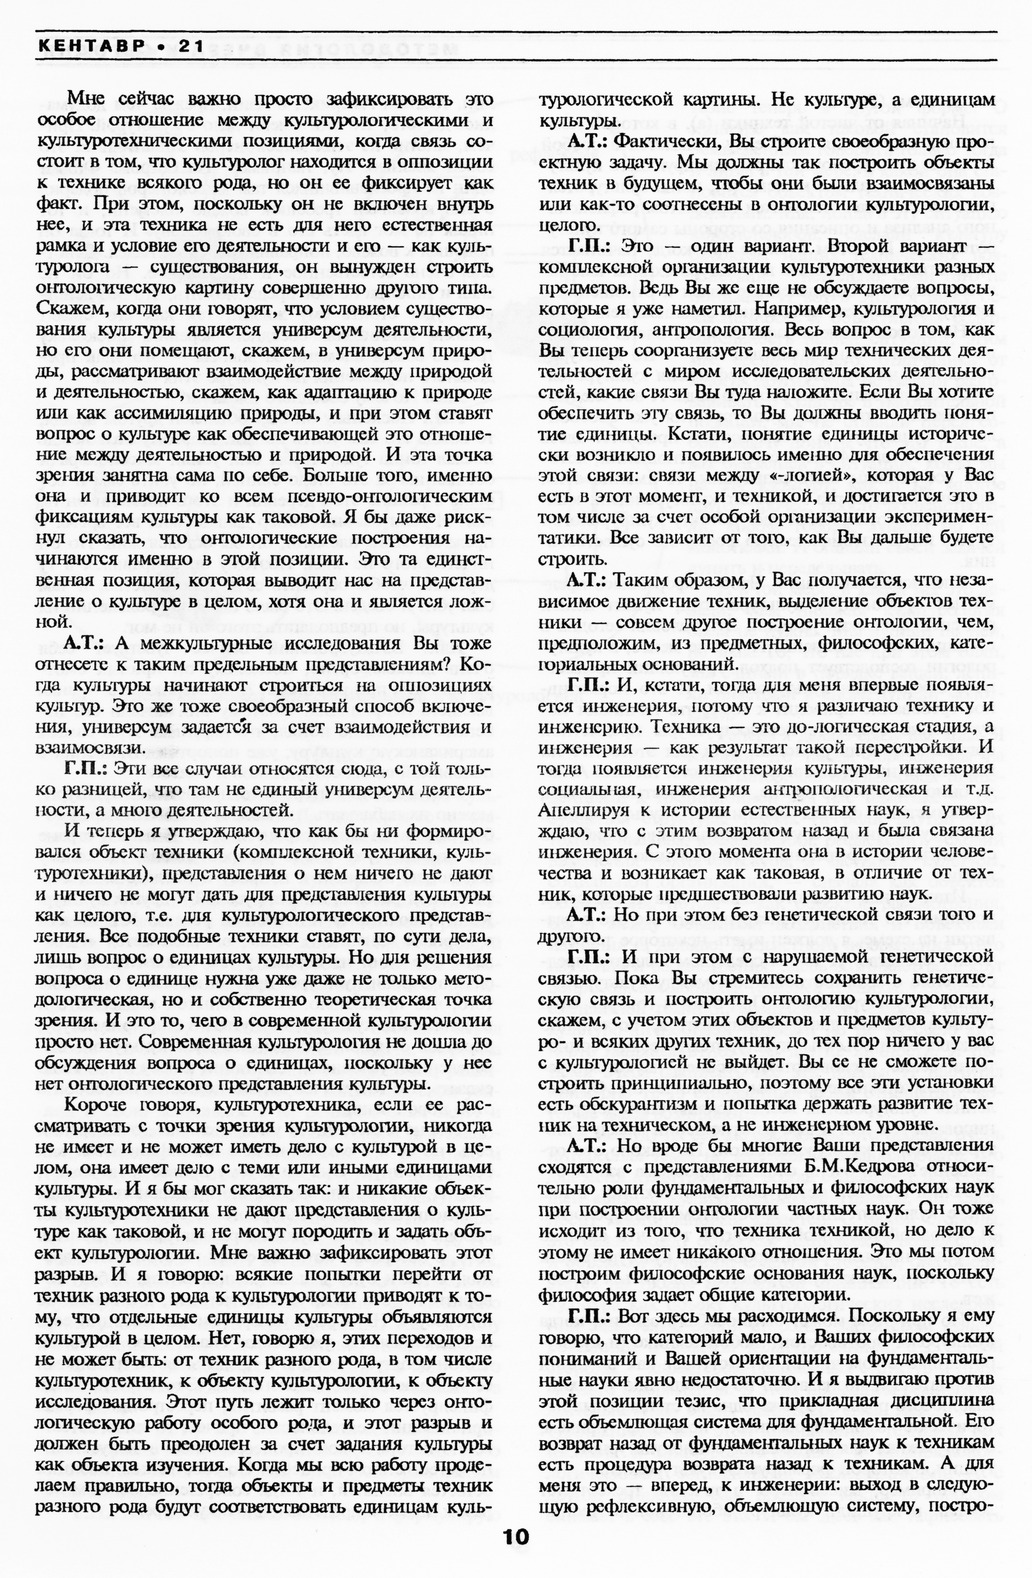 КЕНТАВР • 21
Мне сейчас важно просто зафиксировать это
особое отношение между культурологическими и
культуротехническими позициями, когда связь со-
стоит в том, что культуролог находится в оппозиции
к технике всякого рода, но он ее фиксирует как
факт. При этом, поскольку он не включен внутрь
нее, и эта техника не есть для него естественная
рамка и условие его деятельности и его — как куль-
туролога — существования, он вынужден строить
онтологическую картину совершенно другого типа.
Скажем, когда они говорят, что условием существо-
вания культуры является универсум деятельности,
но его они помещают, скажем, в универсум приро-
ды, рассматривают взаимодействие между природой
и деятельностью, скажем, как адаптацию к природе
или как ассимиляцию природы, и при этом ставят
вопрос о культуре как обеспечивающей это отноше-
ние между деятельностью и природой. И эта точка
зрения занятна сама по себе. Больше того, именно
она и приводит ко всем псевдо-онтологическим
фиксациям культуры как таковой. Я бы даже риск-
нул сказать, что онтологические построения на-
чинаются именно в этой позиции. Это та единст-
венная позиция, которая выводит нас на представ-
ление о культуре в целом, хотя она и является лож-
ной.
А.Т.: А межкультурные исследования Вы тоже
отнесете к таким предельным представлениям? Ко-
гда культуры начинают строиться на оппозициях
культур. Это же тоже своеобразный способ включе-
ния, универсум задается за счет взаимодействия и
взаимосвязи.
Г.П.: Эти все случаи относятся сюда, с той толь-
ко разницей, что там не единый универсум деятель-
ности, а много деятельностей.
И теперь я утверждаю, что как бы ни формиро-
вался объект техники (комплексной техники, куль-
туротехники), представления о нем ничего не дают
и ничего не могут дать для представления культуры
как целого, т.е. для культурологического представ-
ления. Все подобные техники ставят, по сути дела,
лишь вопрос о единицах культуры. Но для решения
вопроса о единице нужна уже даже не только мето-
дологическая, но и собственно теоретическая точка
зрения. И это то, чего в современной культурологии
просто нет. Современная культурология не дошла до
обсуждения вопроса о единицах, поскольку у нее
нет онтологического представления культуры.
Короче говоря, культуротехника, если ее рас-
сматривать с точки зрения культурологии, никогда
не имеет и не может иметь дело с культурой в це-
лом, она имеет дело с теми или иными единицами
культуры. И я бы мог сказать так: и никакие объек-
ты культуротехники не дают представления о куль-
туре как таковой, и не могут породить и задать объ-
ект культурологии. Мне важно зафиксировать этот
разрыв. И я говорю: всякие попытки перейти от
техник разного рода к культурологии приводят к то-
му, что отдельные единицы культуры объявляются
культурой в целом. Нет, говорю я, этих переходов и
не может быть: от техник разного рода, в том числе
культуротехник, к объекту культурологии, к объекту
исследования. Этот путь лежит только через онто-
логическую работу особого рода, и этот разрыв и
должен быть преодолен за счет задания культуры
как объекта изучения. Когда мы всю работу проде-
лаем правильно, тогда объекты и предметы техник
разного рода будут соответствовать единицам куль-
турологической картины. Не культуре, а единицам
культуры.
А.Т.: Фактически, Вы строите своеобразную про-
ектную задачу. Мы должны так построить объекты
техник в будущем, чтобы они были взаимосвязаны
или как-то соотнесены в онтологии культурологии,
целого.
Г.П.: Это — один вариант. Второй вариант —
комплексной организации культуротехники разных
предметов. Ведь Вы же еще не обсуждаете вопросы,
которые я уже наметил. Например, культурология и
социология, антропология. Весь вопрос в том, как
Вы теперь соорганизуете весь мир технических дея-
тельностей с миром исследовательских деятельно-
стей, какие связи Вы туда наложите. Если Вы хотите
обеспечить эту связь, то Вы должны вводить поня-
тие единицы. Кстати, понятие единицы историче-
ски возникло и появилось именно для обеспечения
этой связи: связи между «-логией», которая у Вас
есть в этот момент, и техникой, и достигается это в
том числе за счет особой организации эксперимен-
татики. Все зависит от того, как Вы дальше будете
строить.
А.Т.: Таким образом, у Вас получается, что неза-
висимое движение техник, выделение объектов тех-
ники — совсем другое построение онтологии, чем,
предположим, из предметных, философских, кате-
гориальных оснований.
Г.П.: И, кстати, тогда для меня впервые появля-
ется инженерия, потому что я различаю технику и
инженерию. Техника — это до-логическая стадия, а
инженерия — как результат такой перестройки. И
тогда появляется инженерия культуры, инженерия
социальная, инженерия антропологическая и т.д.
Апеллируя к истории естественных наук, я утвер-
ждаю, что с этим возвратом назад и была связана
инженерия. С этого момента она в истории челове-
чества и возникает как таковая, в отличие от тех-
ник, которые предшествовали развитию наук.
А.Т.: Но при этом без генетической связи того и
другого.
Г.П.: И при этом с нарушаемой генетической
связью. Пока Вы стремитесь сохранить генетиче-
скую связь и построить онтологию культурологии,
скажем, с учетом этих объектов и предметов культу-
ро- и всяких других техник, до тех пор ничего у вас
с культурологией не выйдет. Вы ее не сможете по-
строить принципиально, поэтому все эти установки
есть обскурантизм и попытка держать развитие тех-
ник на техническом, а не инженерном уровне.
А.Т.: Но вроде бы многие Ваши представления
сходятся с представлениями Б.М.Кедрова относи-
тельно роли фундаментальных и философских наук
при построении онтологии частных наук. Он тоже
исходит из того, что техника техникой, но дело к
этому не имеет никакого отношения. Это мы потом
построим философские основания наук, поскольку
философия задает общие категории.
Г.П.: Вот здесь мы расходимся. Поскольку я ему
говорю, что категорий мало, и Ваших философских
пониманий и Вашей ориентации на фундаменталь-
ные науки явно недостаточно. И я выдвигаю против
этой позиции тезис, что прикладная дисциплина
есть объемлющая система для фундаментальной. Его
возврат назад от фундаментальных наук к техникам
есть процедура возврата назад к техникам. А для
меня это — вперед, к инженерии: выход в следую-
щую рефлексивную, объемлющую систему, постро-
10